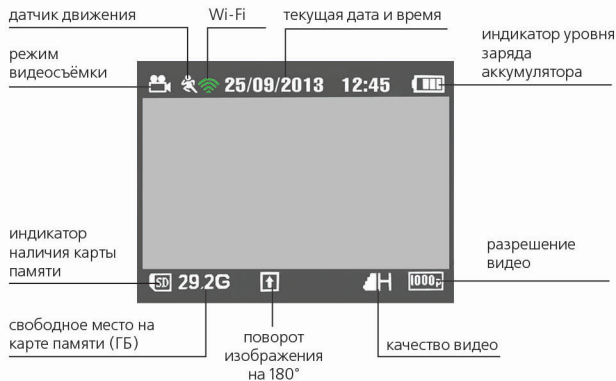 датчик движения
Wi-Fi
текущая дата и время
индикатор уровня
заряда
аккумулятора
режим
видеосъёмки
25/09/2013 12:45
индикатор
наличия карты
памяти
разрешение
видео
SD 29.2G
H 1080P
свободное место на
карте памяти (ГБ)
поворот
изображения
на 180°
качество видео